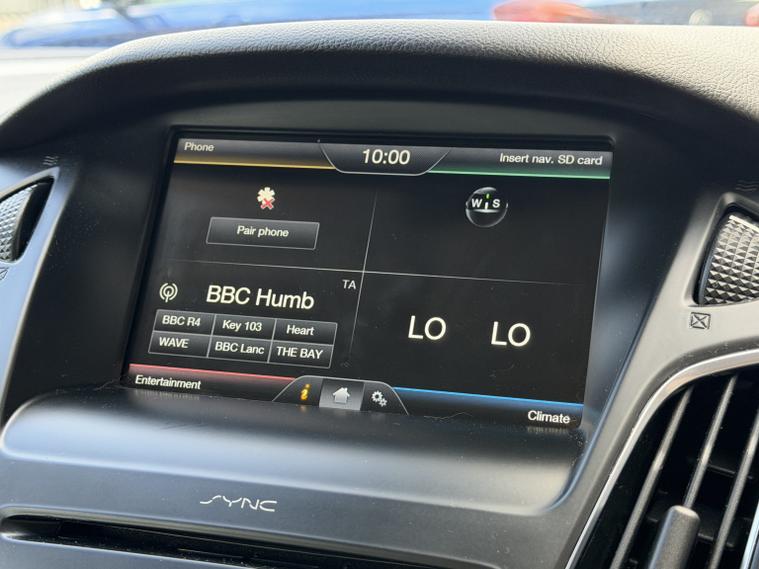 Phone
10:00
Insert nav. SD card
W S
Pair phone
TA
BBC Humb
BBC R4 Key 103 Heart
WAVE BBC Lanc THE BAY
LO LO
Entertainment
i
Climate
SYNC